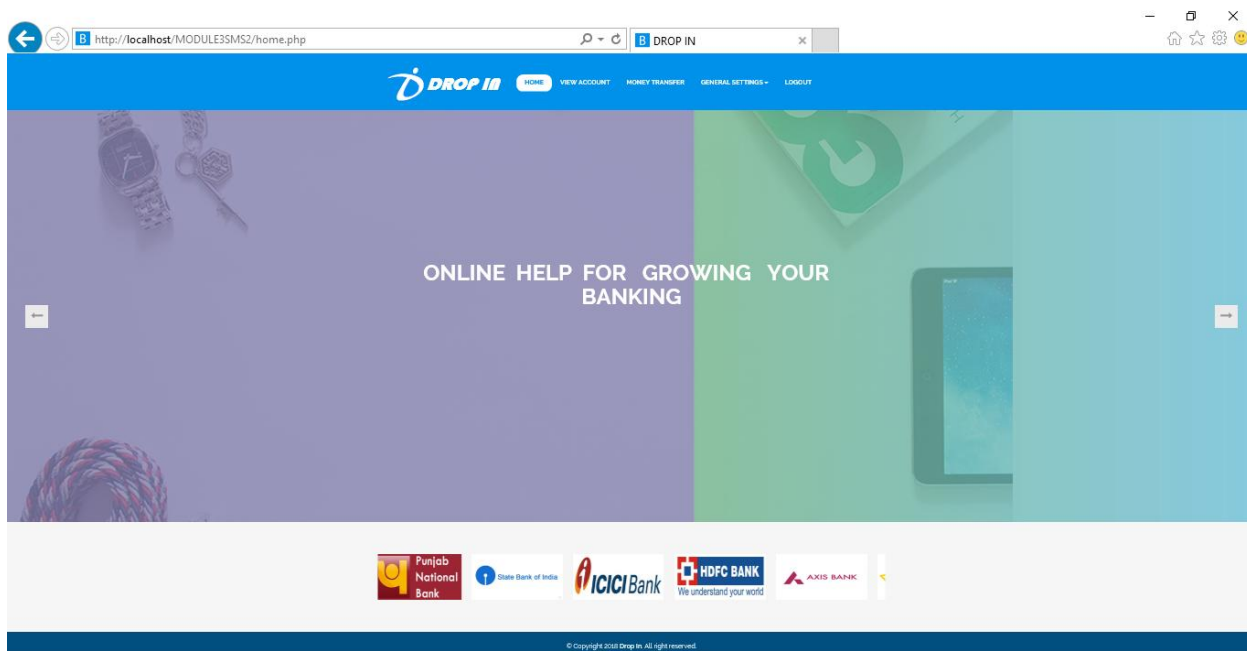 http://localhost/MODULE3SMS2/home.php
DROP IN
DROP IN
HOME
VIEW ACCOUNT
MONEY TRANSFER
GENERAL SETTINGS
LOGOUT
ONLINE HELP FOR GROWING YOUR
BANKING
Punjab
National
Bank
State Bank of India
ICICI Bank
HDFC BANK
We understand your world
AXIS BANK
© Copyright 2018 Drop In. All right reserved.